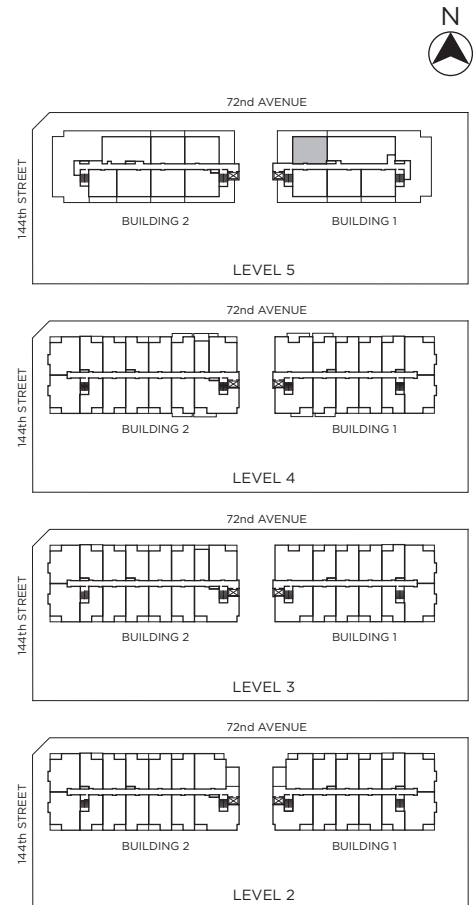 N
72nd AVENUE
144th STREET
BUILDING 2
BUILDING 1
LEVEL 5
72nd AVENUE
144th STREET
BUILDING 2
BUILDING 1
LEVEL 4
72nd AVENUE
144th STREET
BUILDING 2
BUILDING 1
LEVEL 3
72nd AVENUE
144th STREET
BUILDING 2
BUILDING 1
LEVEL 2